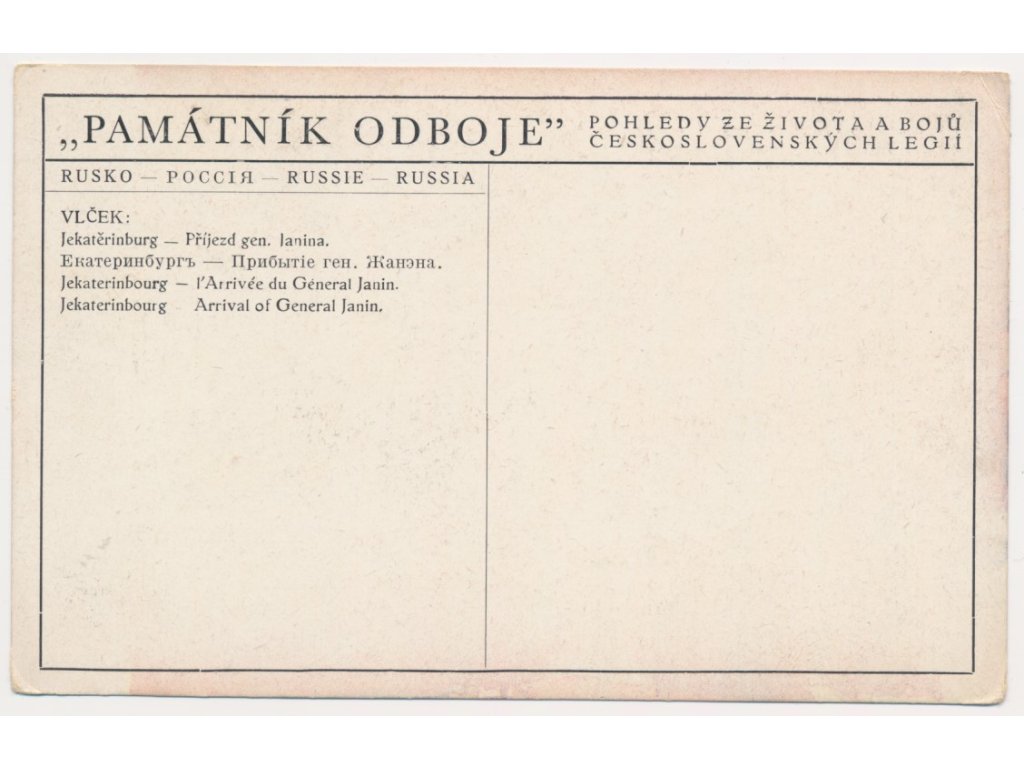 „PAMÁTNÍK ODBOJE”
POHLEDY ZE ŽIVOTA A BOJŮ
ČESKOSLOVENSKÝCH LEGIÍ
RUSKO — РОССІЯ — RUSSIE — RUSSIA
VLČEK:
Jekatěrinburg — Příjezd gen. Janina.
Екатеринбургъ — Прибытіе ген. Жанэна.
Jekaterinbourg — l'Arrivée du Géneral Janin.
Jekaterinbourg Arrival of General Janin.